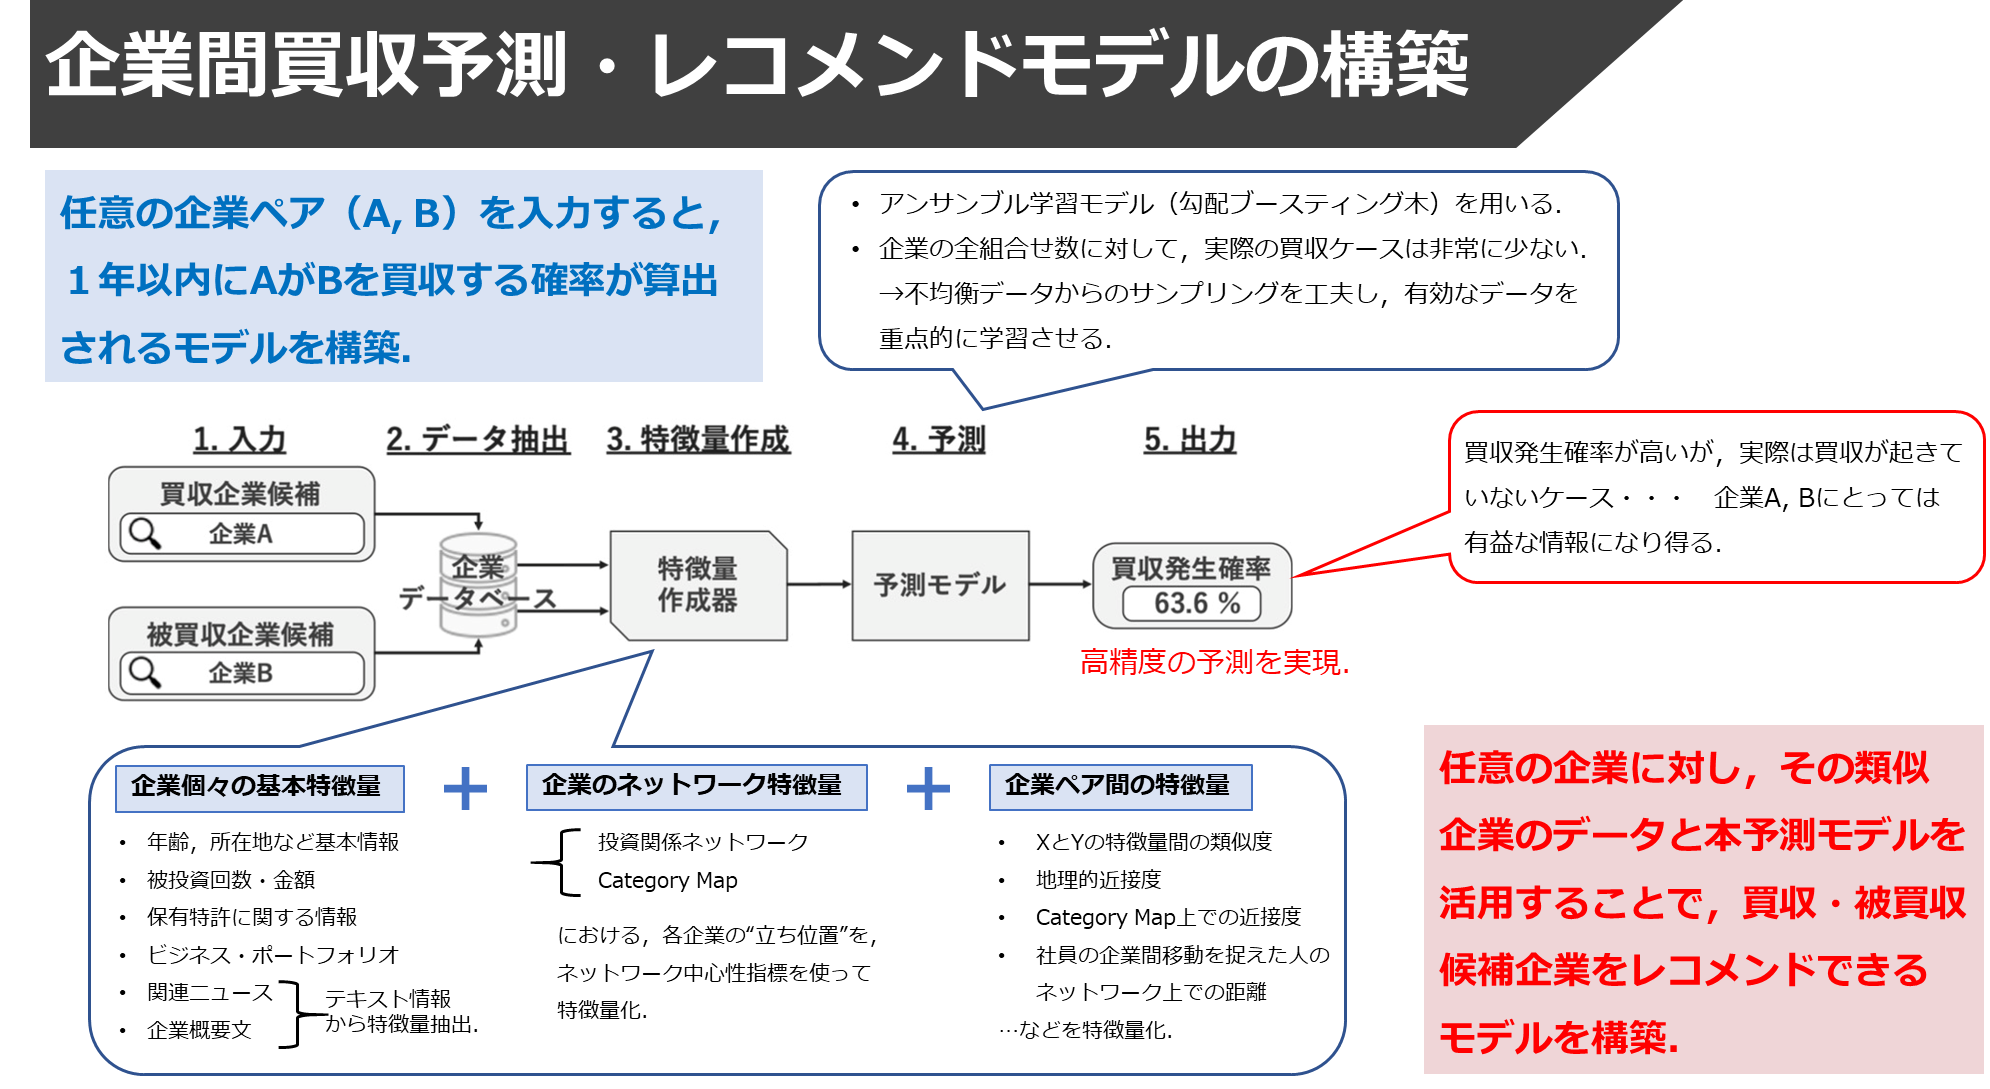 企業間買収予測・レコメンドモデルの構築
任意の企業ペア（A, B）を入力すると,
１年以内にAがBを買収する確率が算出
されるモデルを構築.
• アンサンブル学習モデル（勾配ブースティング木）を用いる.
• 企業の全組合せ数に対して, 実際の買収ケースは非常に少ない.
→不均衡データからのサンプリングを工夫し, 有効なデータを
重点的に学習させる.
1. 入力
2. データ抽出
3. 特徴量作成
4. 予測
5. 出力
買収企業候補
企業A
被買収企業候補
企業B
企業
データベース
特徴量
作成器
予測モデル
買収発生確率
63.6 %
高精度の予測を実現.
買収発生確率が高いが, 実際は買収が起きて
いないケース・・・　企業A, Bにとっては
有益な情報になり得る.
企業個々の基本特徴量
• 年齢, 所在地など基本情報
• 被投資回数・金額
• 保有特許に関する情報
• ビジネス・ポートフォリオ
• 関連ニュース
• 企業概要文
テキスト情報
から特徴量抽出.
+
企業のネットワーク特徴量
投資関係ネットワーク
Category Map
における, 各企業の“立ち位置”を,
ネットワーク中心性指標を使って
特徴量化.
+
企業ペア間の特徴量
• XとYの特徴量間の類似度
• 地理的近接度
• Category Map上での近接度
• 社員の企業間移動を捉えた人の
ネットワーク上での距離
…などを特徴量化.
任意の企業に対し, その類似
企業のデータと本予測モデルを
活用することで, 買収・被買収
候補企業をレコメンドできる
モデルを構築.